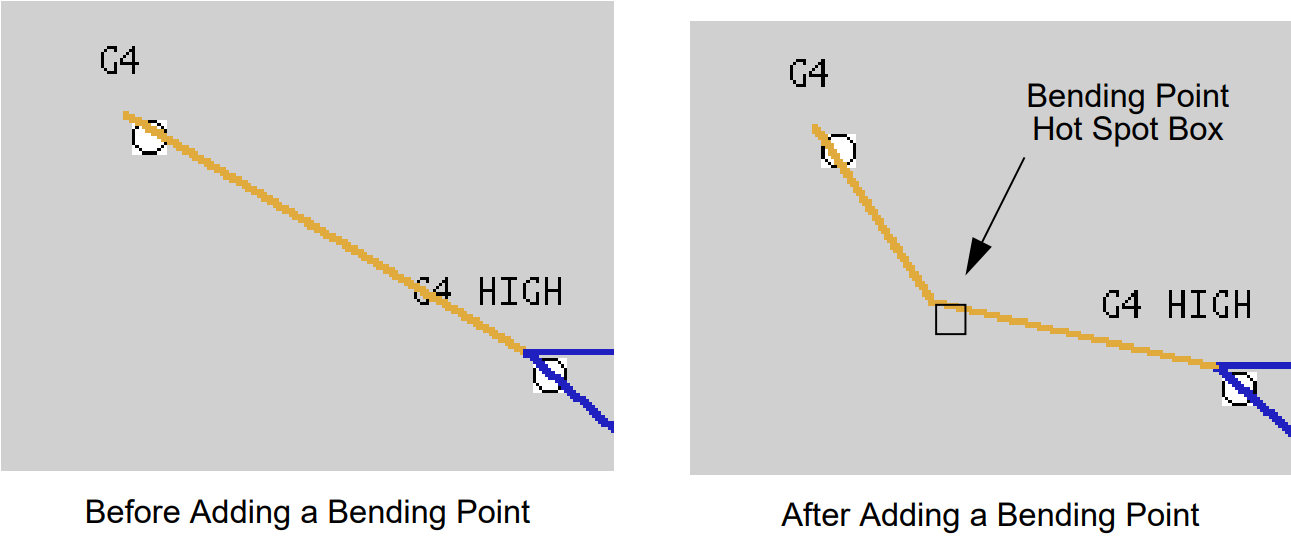 G4
G4 HIGH
Before Adding a Bending Point
G4
Bending Point
Hot Spot Box
G4 HIGH
After Adding a Bending Point